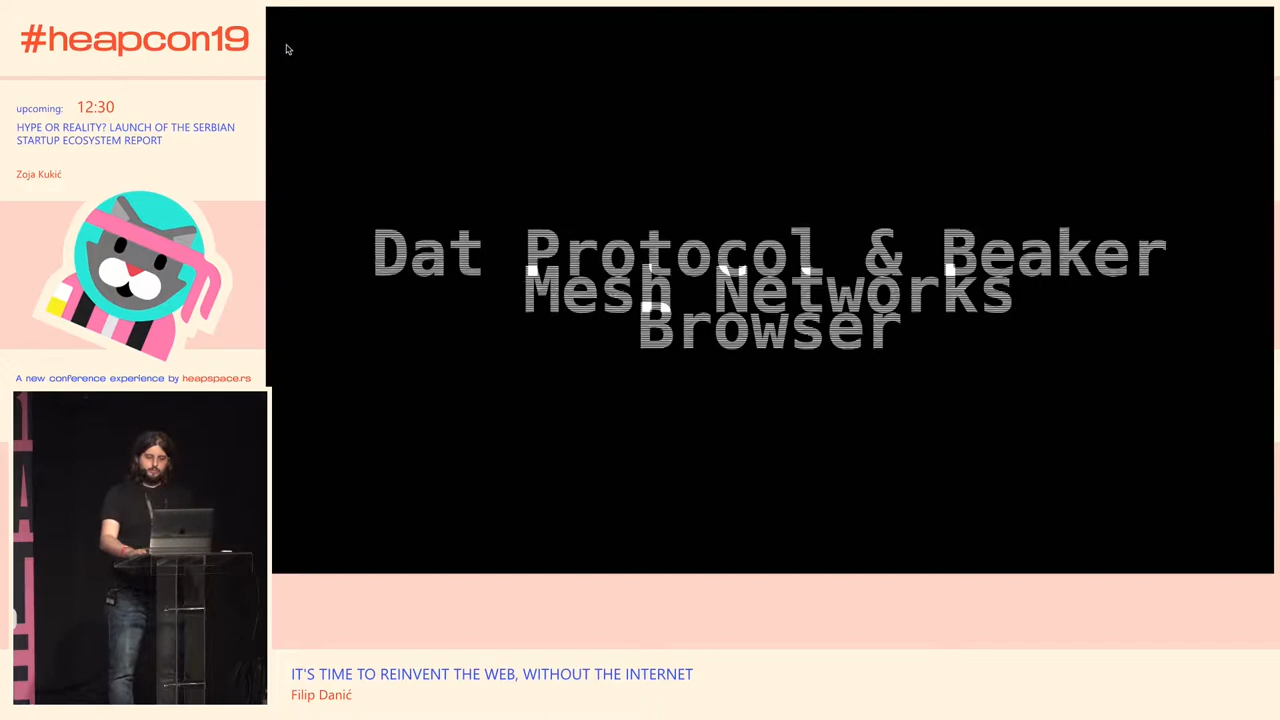 #heapcon19
upcoming: 12:30
HYPE OR REALITY? LAUNCH OF THE SERBIAN
STARTUP ECOSYSTEM REPORT
Zoja Kukić
A new conference experience by heapspace.rs
Dat Protocol & Beaker
Mesh Networks
Browser
IT'S TIME TO REINVENT THE WEB, WITHOUT THE INTERNET
Filip Danić